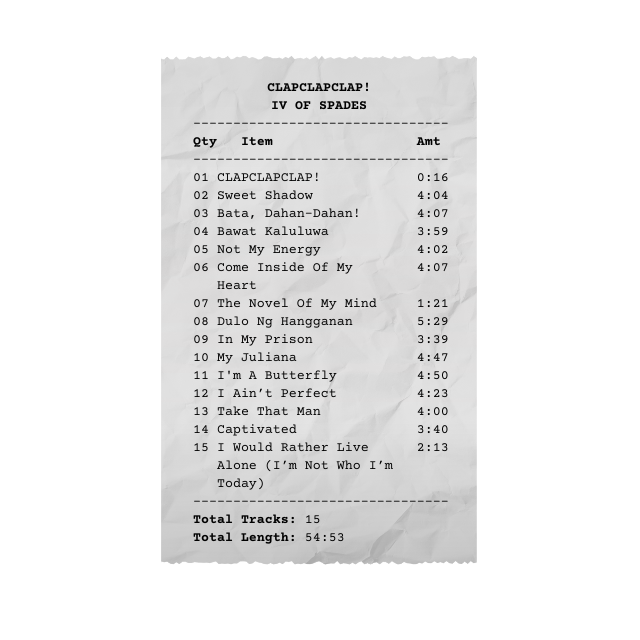 CLAPCLAPCLAP!
IV OF SPADES
--------------------------------
Qty Item Amt
--------------------------------
01 CLAPCLAPCLAP! 0:16
02 Sweet Shadow 4:04
03 Bata, Dahan-Dahan! 4:07
04 Bawat Kaluluwa 3:59
05 Not My Energy 4:02
06 Come Inside Of My 4:07
Heart
07 The Novel Of My Mind 1:21
08 Dulo Ng Hangganan 5:29
09 In My Prison 3:39
10 My Juliana 4:47
11 I'm A Butterfly 4:50
12 I Ain’t Perfect 4:23
13 Take That Man 4:00
14 Captivated 3:40
15 I Would Rather Live 2:13
Alone (I’m Not Who I’m
Today)
--------------------------------
Total Tracks: 15
Total Length: 54:53